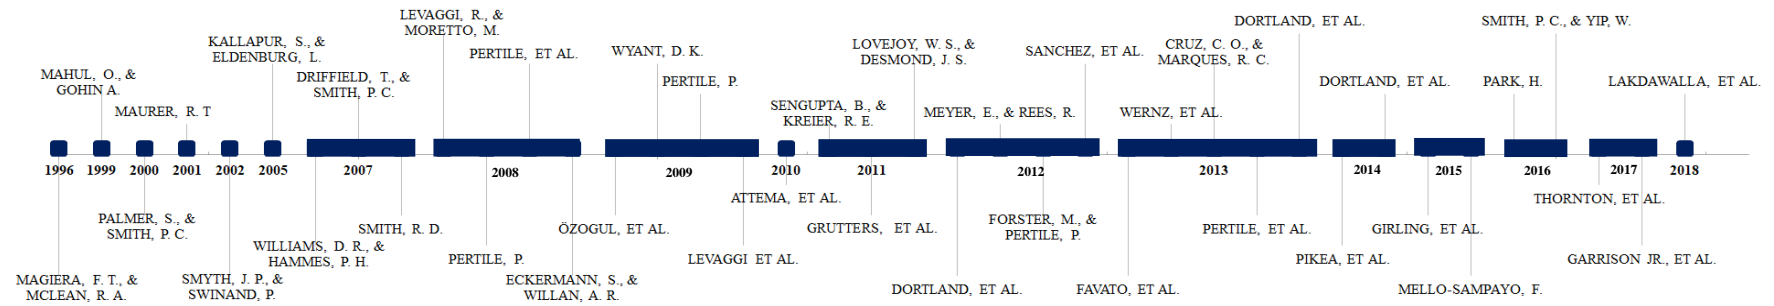 MAHUL, O., &
GOHIN A.
MAURER, R. T
KALLAPUR, S., &
ELDENBURG, L.
DRIFFIELD, T., &
SMITH, P. C.
LEVAGGI, R., &
MORETTO, M.
PERTILE, ET AL.
WYANT, D. K.
PERTILE, P.
SENGUPTA, B., &
KREIER, R. E.
LOVEJOY, W. S., &
DESMOND, J. S.
MEYER, E., & REES, R.
SANCHEZ, ET AL.
WERNZ, ET AL.
CRUZ, C. O., &
MARQUES, R. C.
DORTLAND, ET AL.
DORTLAND, ET AL.
PARK, H.
SMITH, P. C., & YIP, W.
LAKDAWALLA, ET AL.
1996
1999
2000
2001
2002
2005
2007
2008
2009
2010
2011
2012
2013
2014
2015
2016
2017
2018
MAGIERA, F. T., &
MCLEAN, R. A.
PALMER, S., &
SMITH, P. C.
SMYTH, J. P., &
SWINAND, P.
WILLIAMS, D. R., &
HAMMES, P. H.
SMITH, R. D.
PERTILE, P.
ECKERMANN, S., &
WILLAN, A. R.
ÖZOGUL, ET AL.
LEVAGGI ET AL.
ATTEMA, ET AL.
GRUTTERS, ET AL.
DORTLAND, ET AL.
FORSTER, M., &
PERTILE, P.
FAVATO, ET AL.
PERTILE, ET AL.
PIKEA, ET AL.
GIRLING, ET AL.
MELLO-SAMPAYO, F.
THORNTON, ET AL.
GARRISON JR., ET AL.